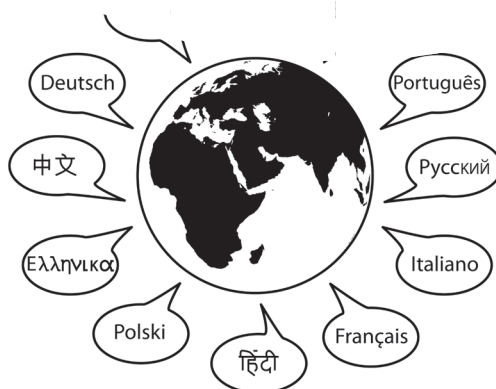 Deutsch
Português
中文
Русский
Ελληνικα
Italiano
Polski
Français
हिंदी